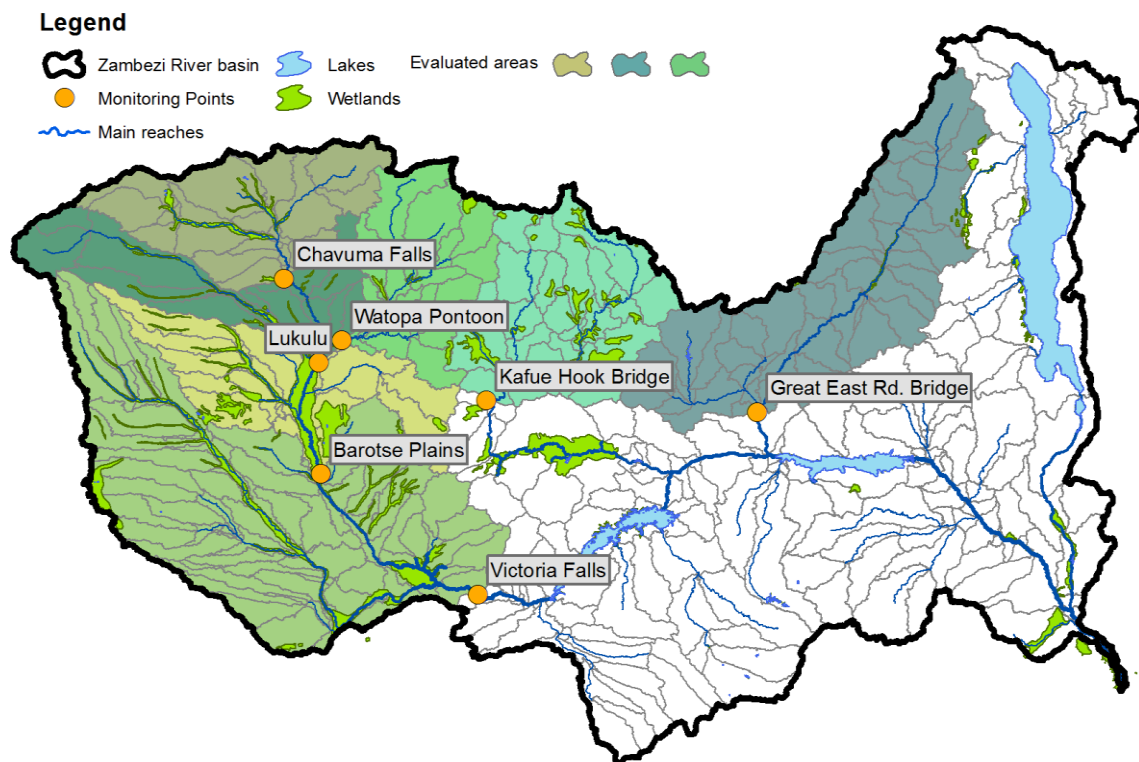 Legend
Zambezi River basin
Lakes
Evaluated areas
Monitoring Points
Wetlands
Main reaches
Chavuma Falls
Watopa Pontoon
Lukulu
Kafue Hook Bridge
Great East Rd. Bridge
Barotse Plains
Victoria Falls